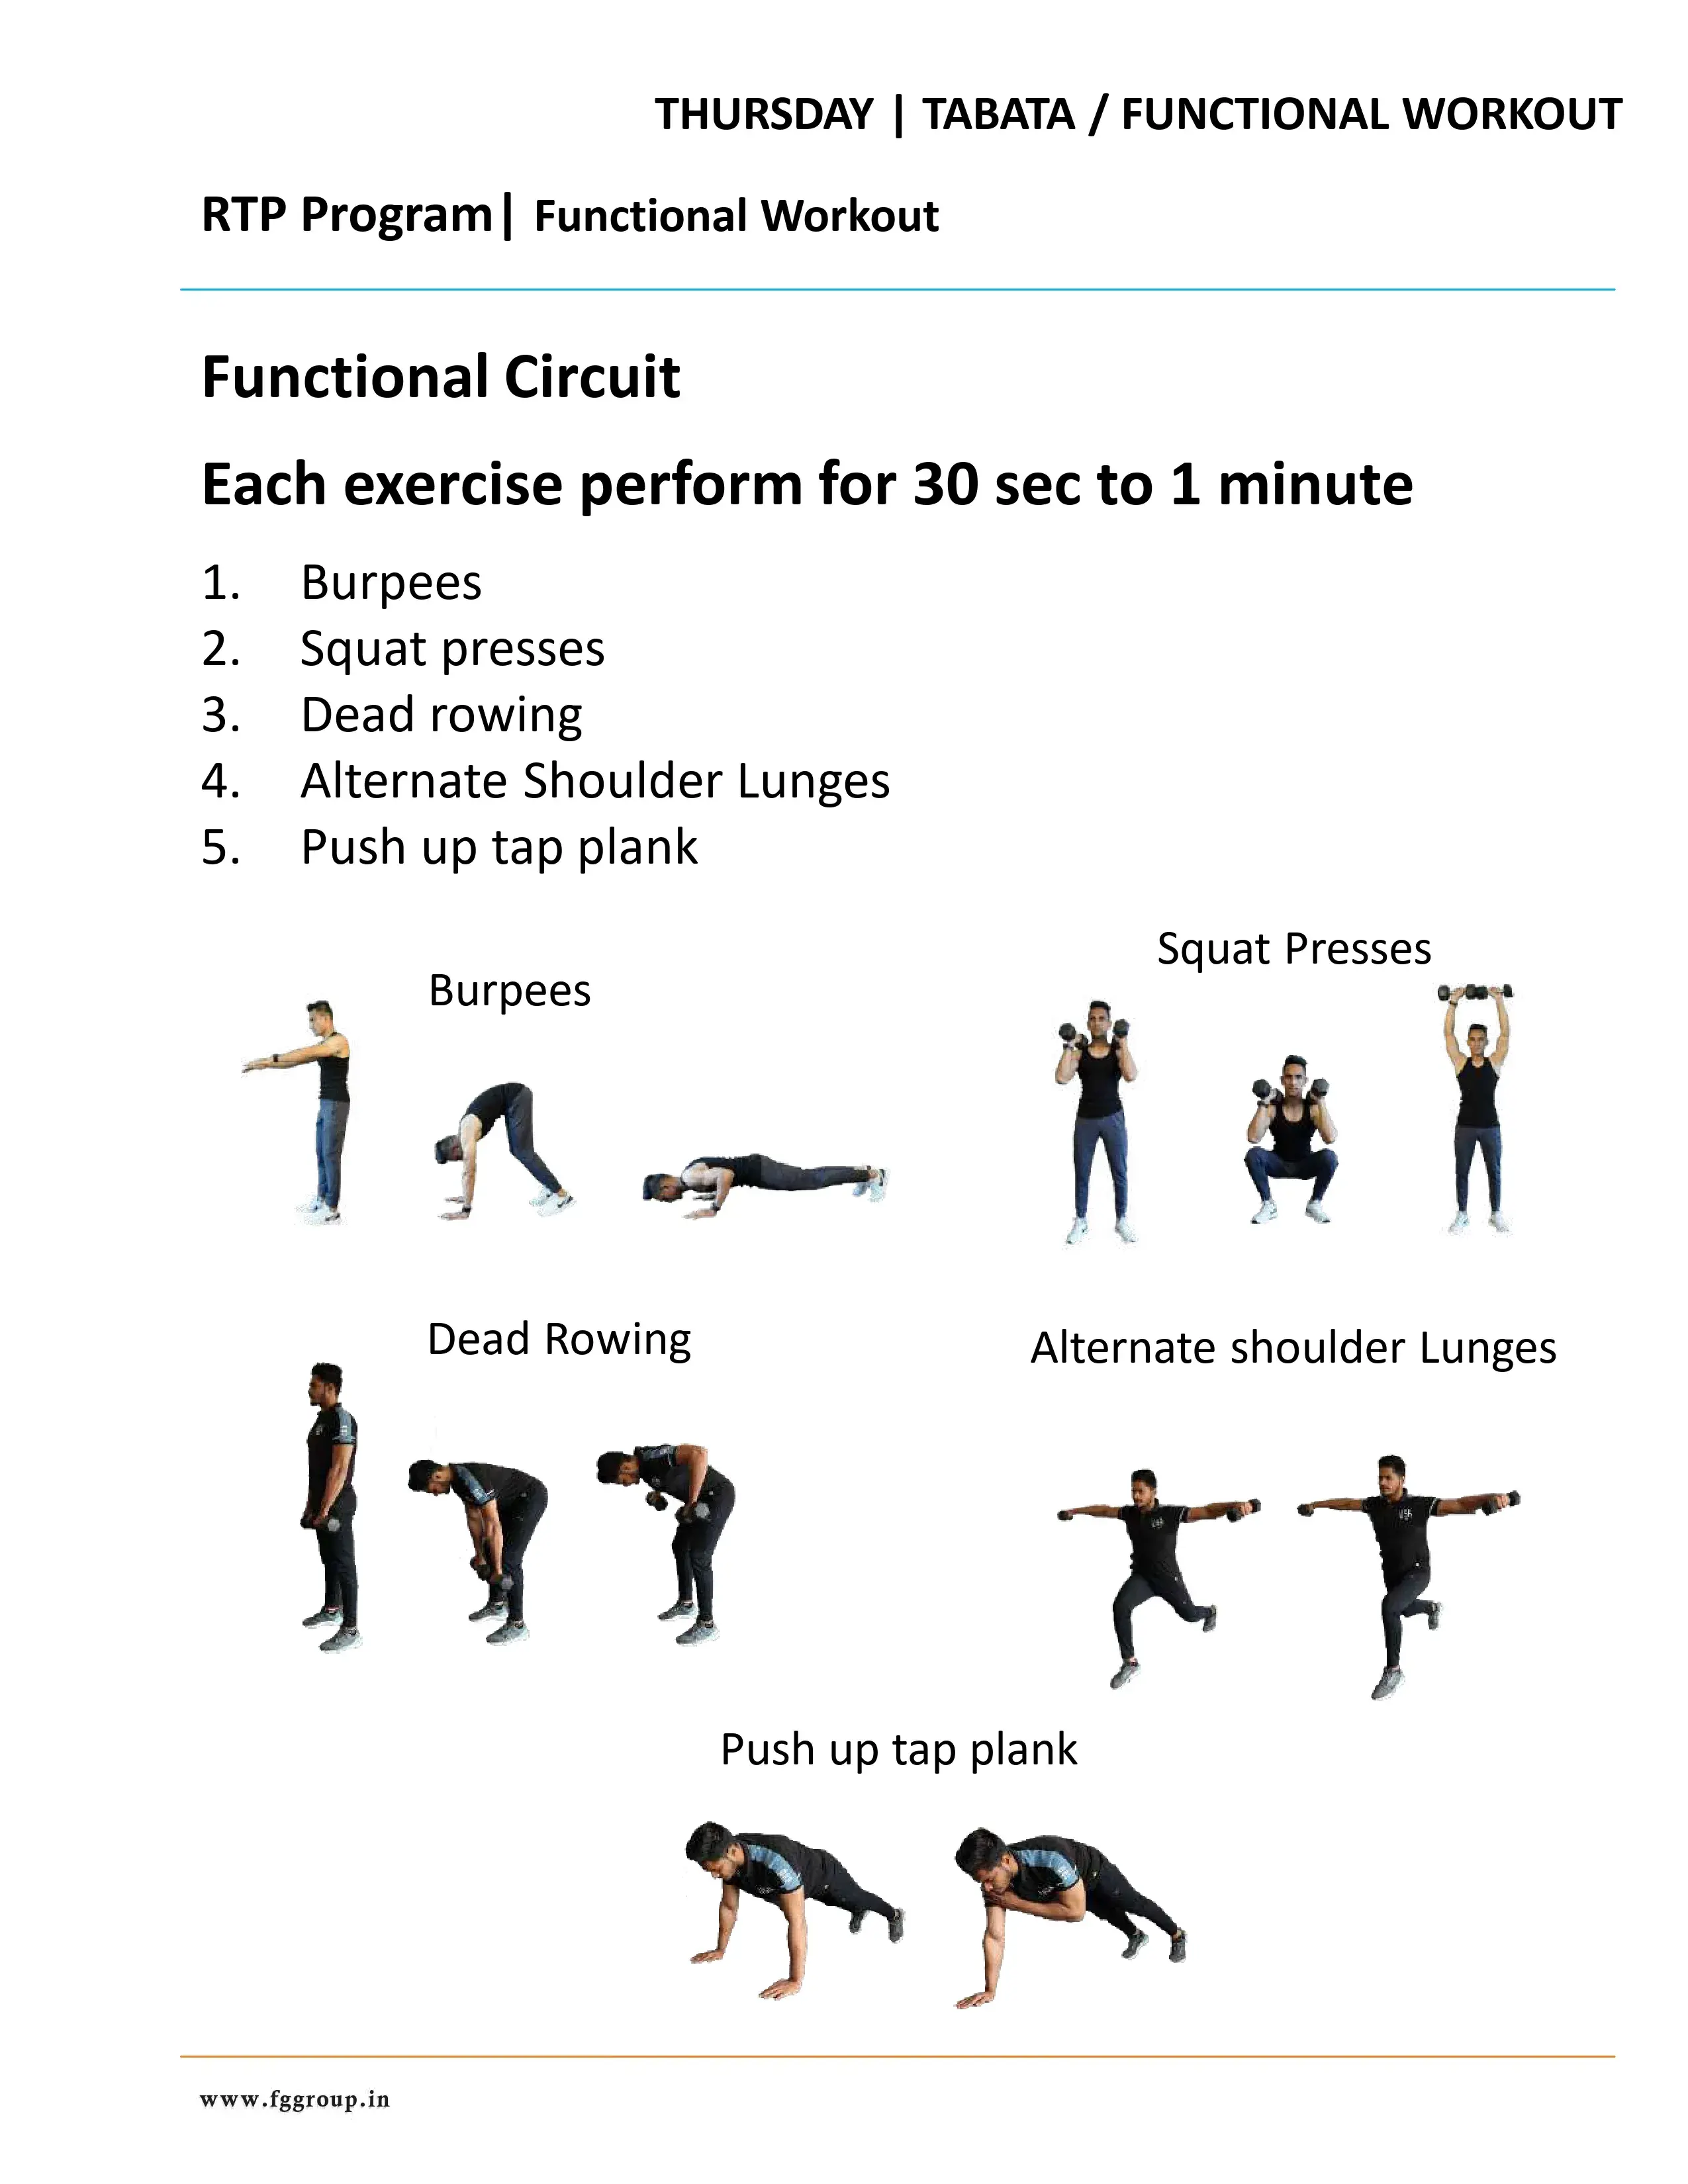 THURSDAY | TABATA / FUNCTIONAL WORKOUT
RTP Program| Functional Workout
Functional Circuit
Each exercise perform for 30 sec to 1 minute
1. Burpees
2. Squat presses
3. Dead rowing
4. Alternate Shoulder Lunges
5. Push up tap plank
Squat Presses
Burpees
Dead Rowing
Alternate shoulder Lunges
Push up tap plank
www.fggroup.in